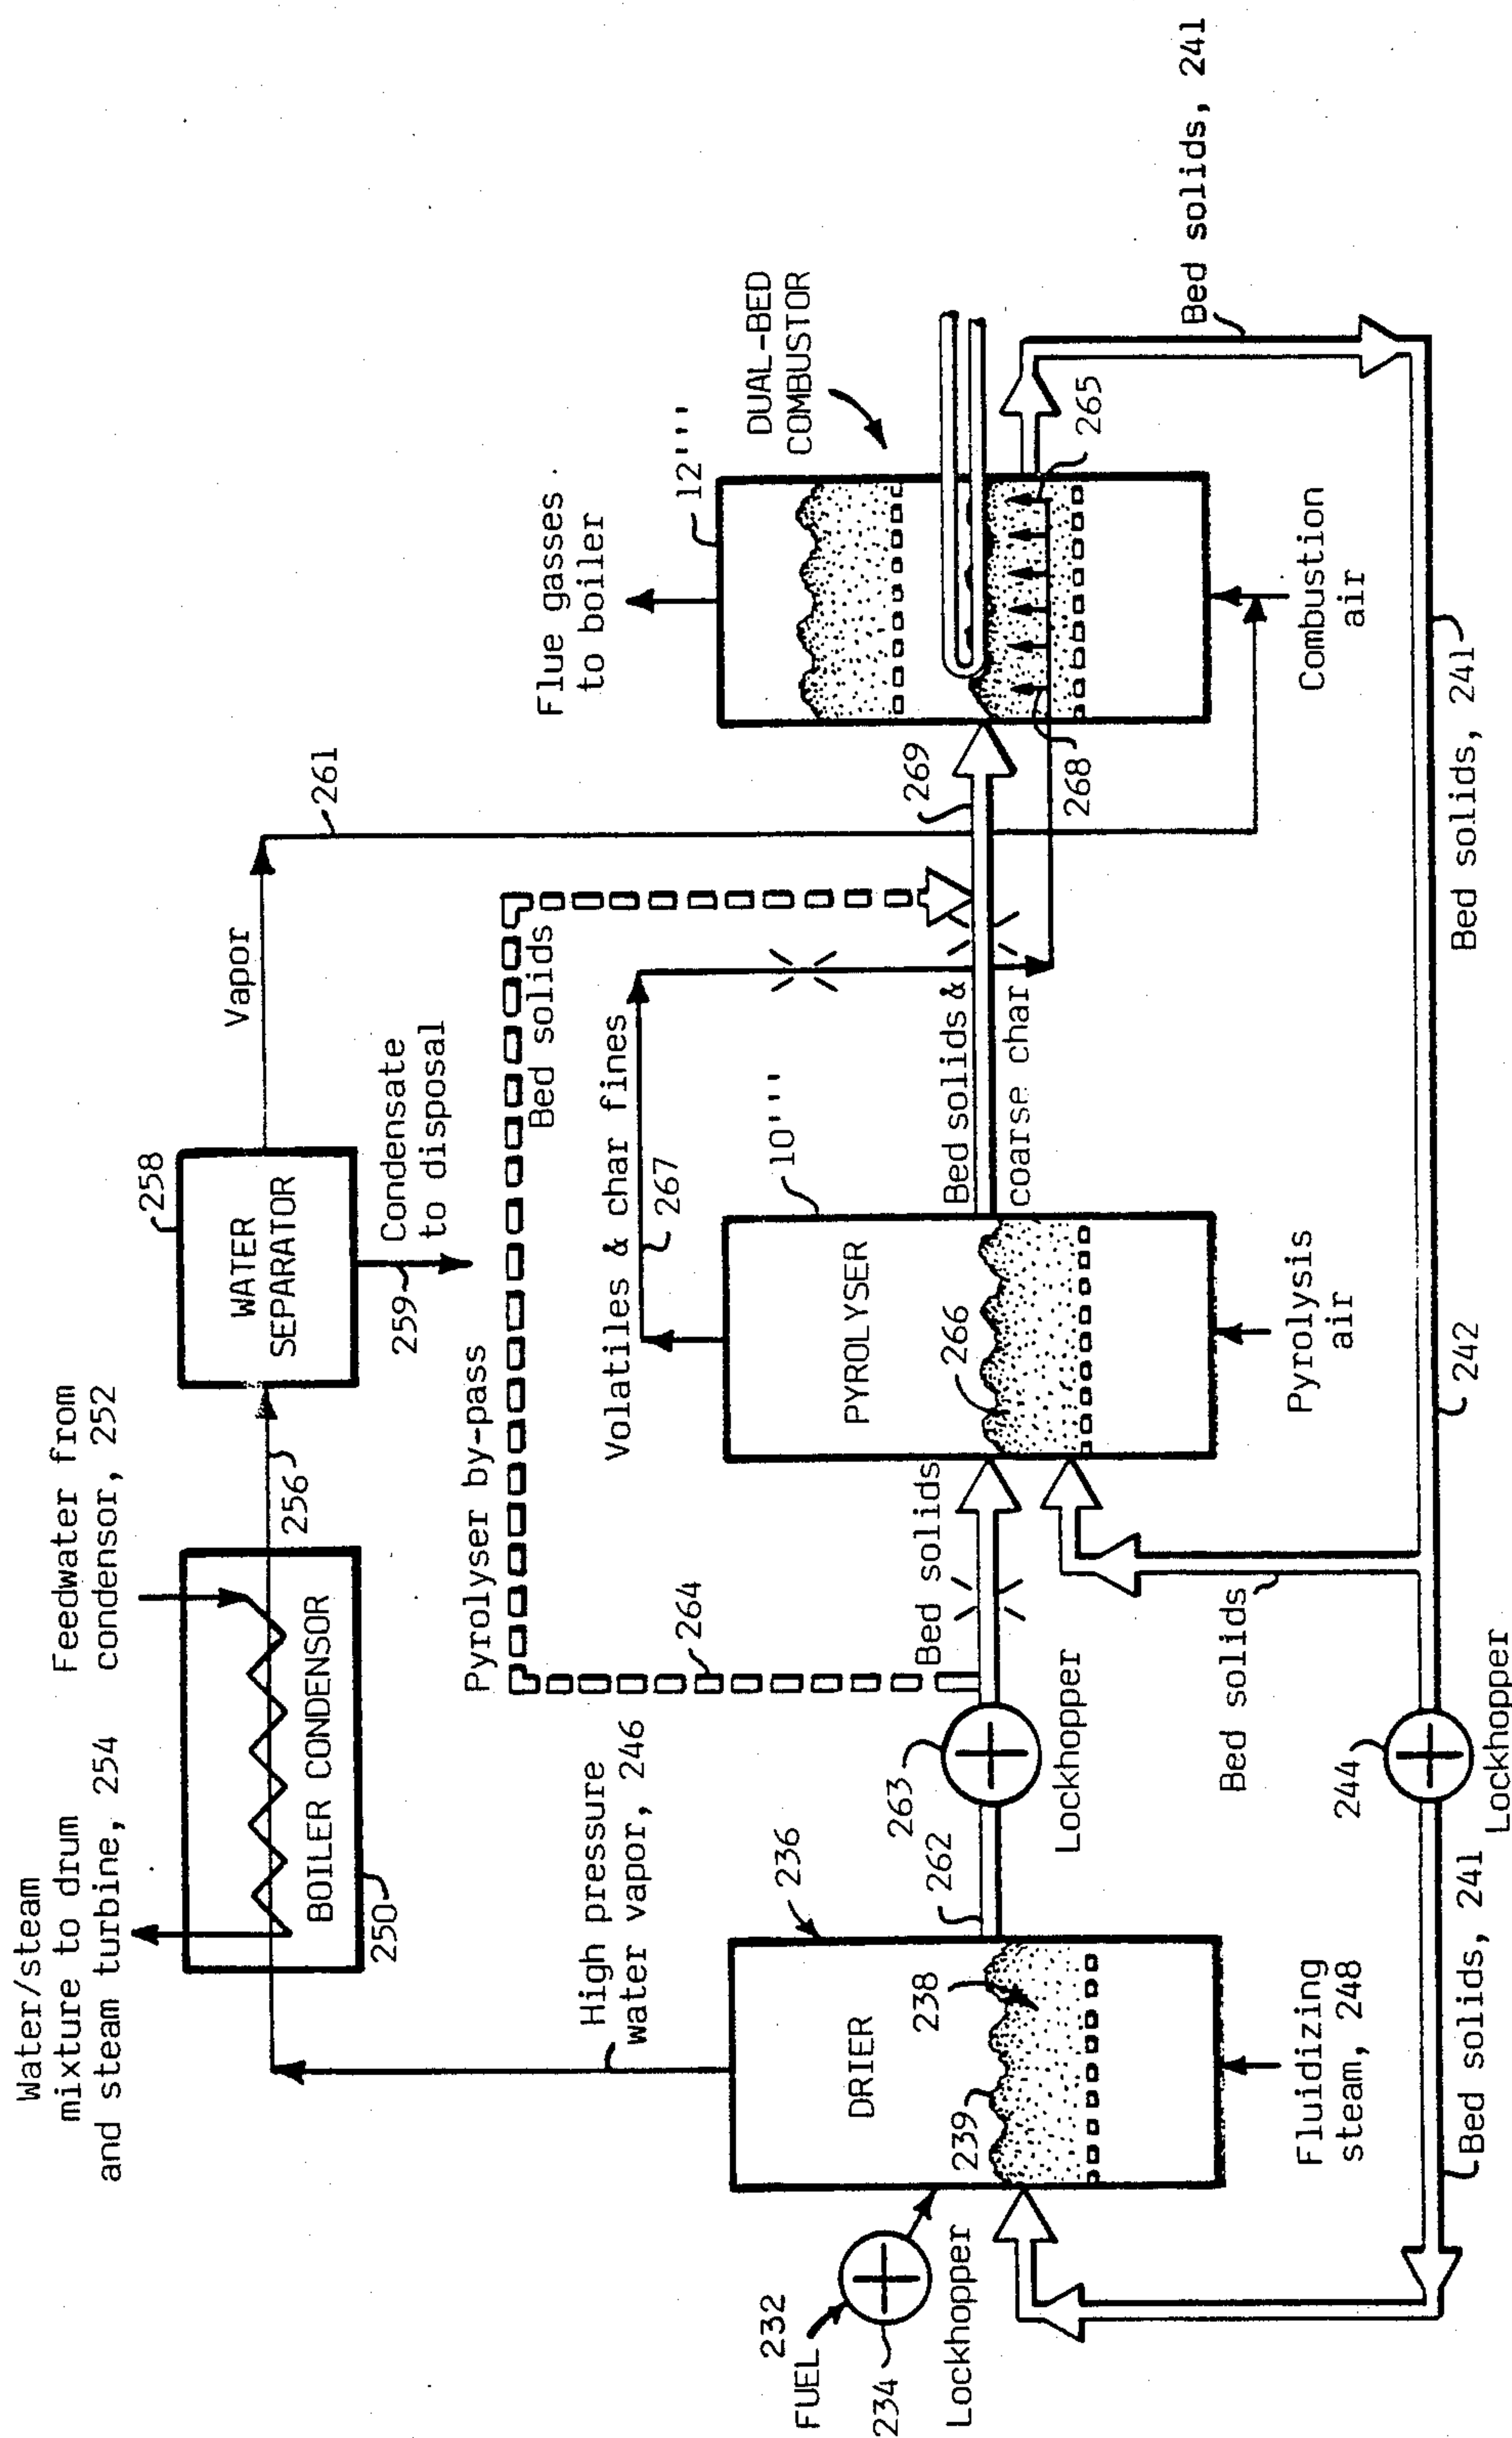 Water/steam
mixture to drum
and steam turbine, 254
Feedwater from
condensor, 252
BOILER CONDENSOR
250
256
258
WATER
SEPARATOR
Vapor
261
259
Condensate
to disposal
High pressure
water vapor, 246
Pyrolyser by-pass
Bed solids
264
Volatiles & char fines
267
Flue gasses
to boiler
12'''
DUAL-BED
COMBUSTOR
232
FUEL
234
Lockhopper
DRIER
236
238
239
262
263
Lockhopper
Bed solids
PYROLYSER
10'''
266
Bed solids &
coarse char
269
268
265
Fluidizing
steam, 248
Pyrolysis
air
Combustion
air
Bed solids, 241
Bed solids
244
Lockhopper
Bed solids, 241
242
Bed solids, 241